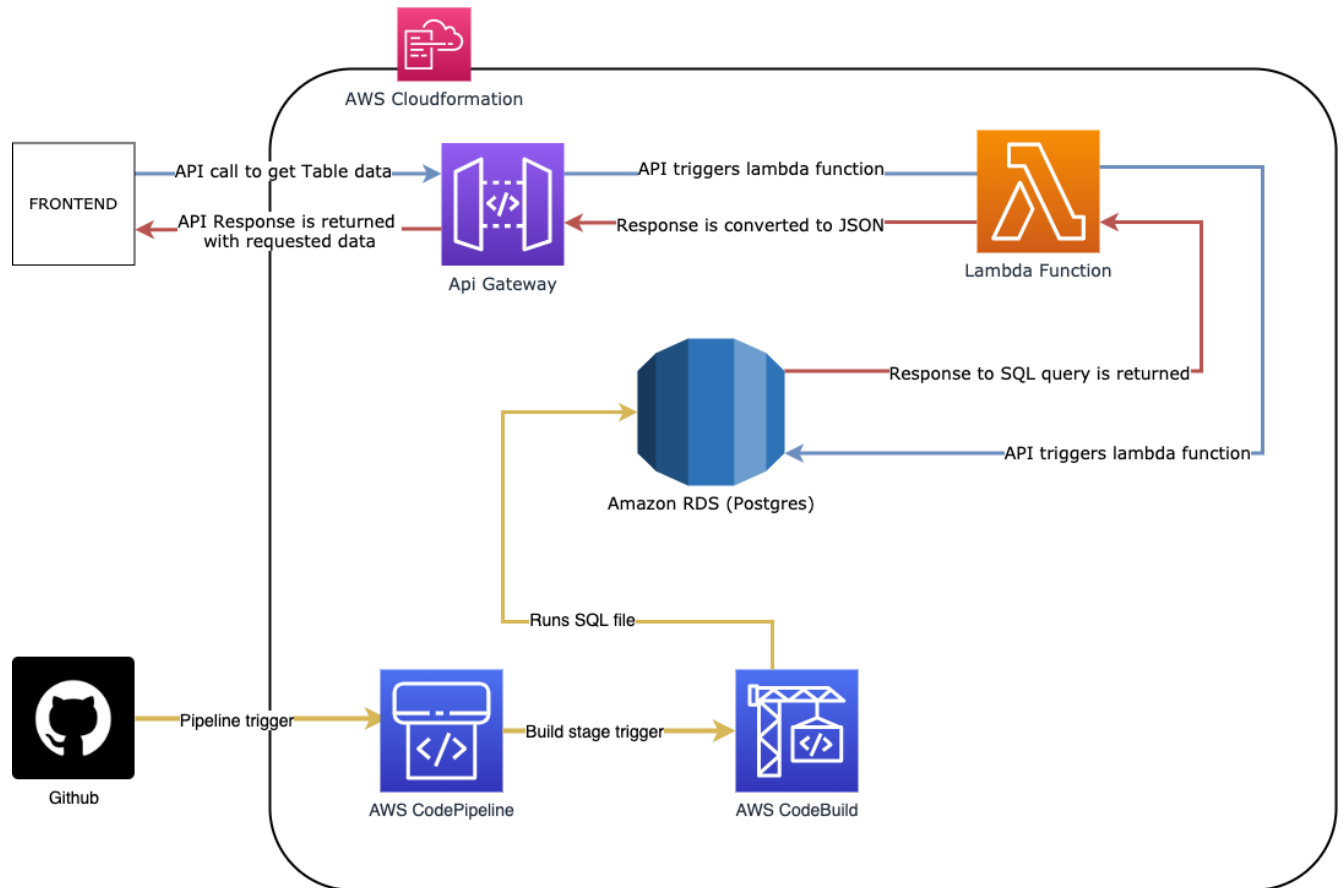 AWS Cloudformation
FRONTEND
API call to get Table data
API triggers lambda function
API Response is returned
with requested data
Response is converted to JSON
Api Gateway
Lambda Function
Response to SQL query is returned
API triggers lambda function
Amazon RDS (Postgres)
Runs SQL file
Pipeline trigger
Build stage trigger
Github
AWS CodePipeline
AWS CodeBuild